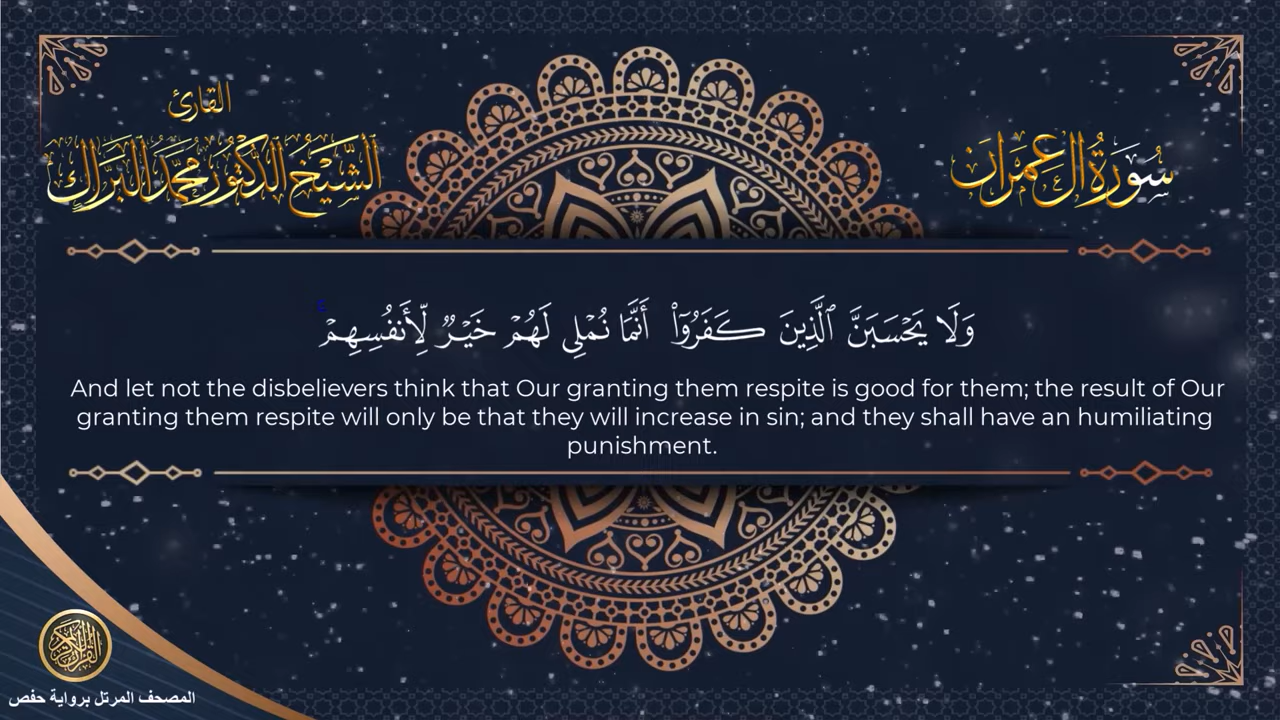 القارئ
الشيخ الدكتور محمد البراك
سورة آل عمران
وَلَا يَحْسَبَنَّ ٱلَّذِينَ كَفَرُوٓا۟ أَنَّمَا نُمْلِى لَهُمْ خَيْرٌ لِّأَنفُسِهِمْ ۚ
And let not the disbelievers think that Our granting them respite is good for them; the result of Our
granting them respite will only be that they will increase in sin; and they shall have an humiliating
punishment.
القرآن الكريم
المصحف المرتل برواية حفص